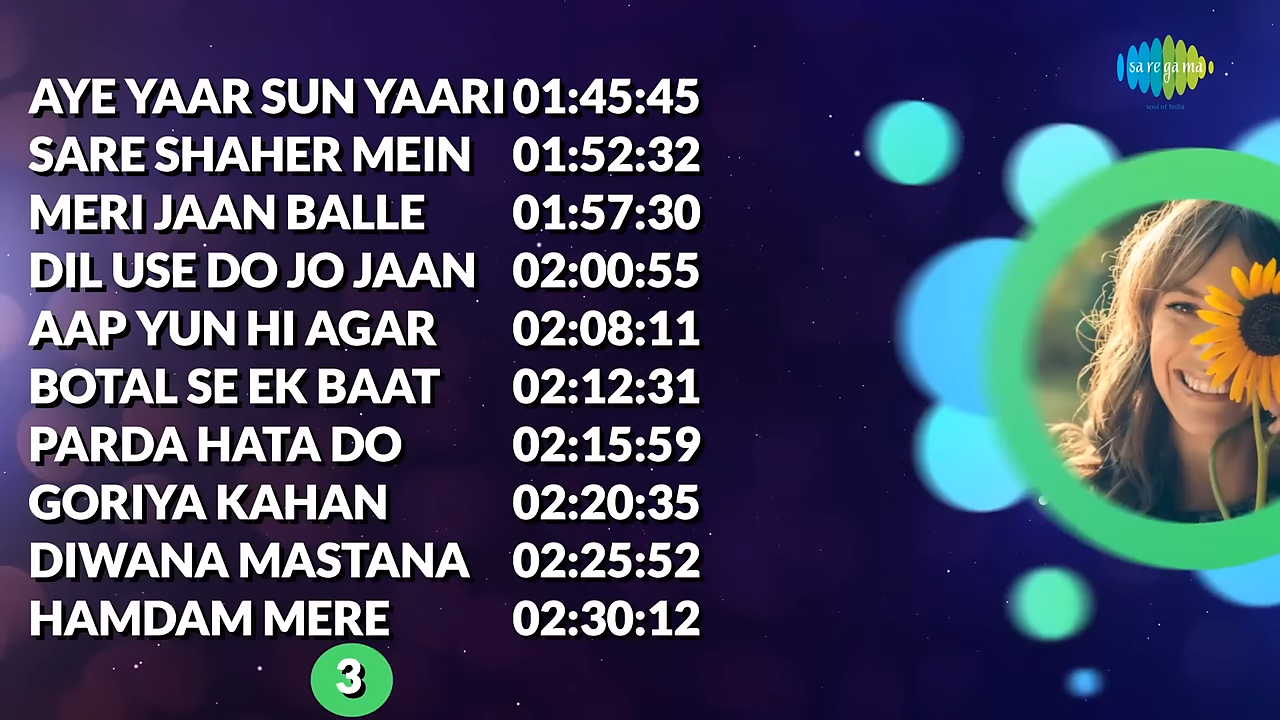 AYE YAAR SUN YAARI 01:45:45
SARE SHAHER MEIN 01:52:32
MERI JAAN BALLE 01:57:30
DIL USE DO JO JAAN 02:00:55
AAP YUN HI AGAR 02:08:11
BOTAL SE EK BAAT 02:12:31
PARDA HATA DO 02:15:59
GORIYA KAHAN 02:20:35
DIWANA MASTANA 02:25:52
HAMDAM MERE 02:30:12
3
sa re ga ma
soul of India